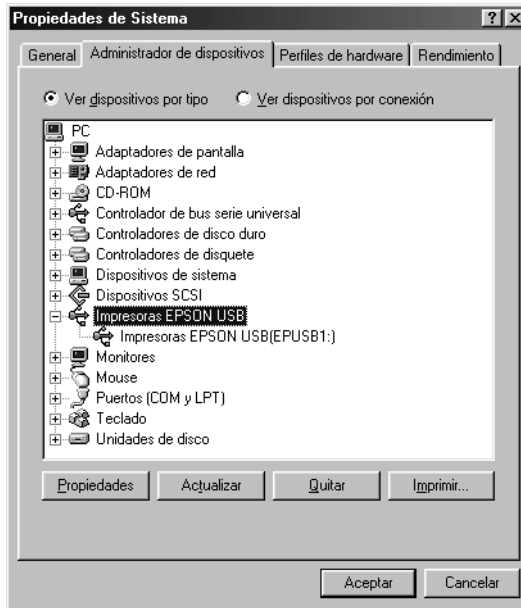 Propiedades de Sistema
General Administrador de dispositivos Perfiles de hardware Rendimiento
Ver dispositivos por tipo Ver dispositivos por conexión
PC
Adaptadores de pantalla
Adaptadores de red
CD-ROM
Controlador de bus serie universal
Controladores de disco duro
Controladores de disquete
Dispositivos de sistema
Dispositivos SCSI
Impresoras EPSON USB
Impresoras EPSON USB(EPUSB1:)
Monitores
Mouse
Puertos (COM y LPT)
Teclado
Unidades de disco
Propiedades Actualizar Quitar Imprimir...
Aceptar Cancelar